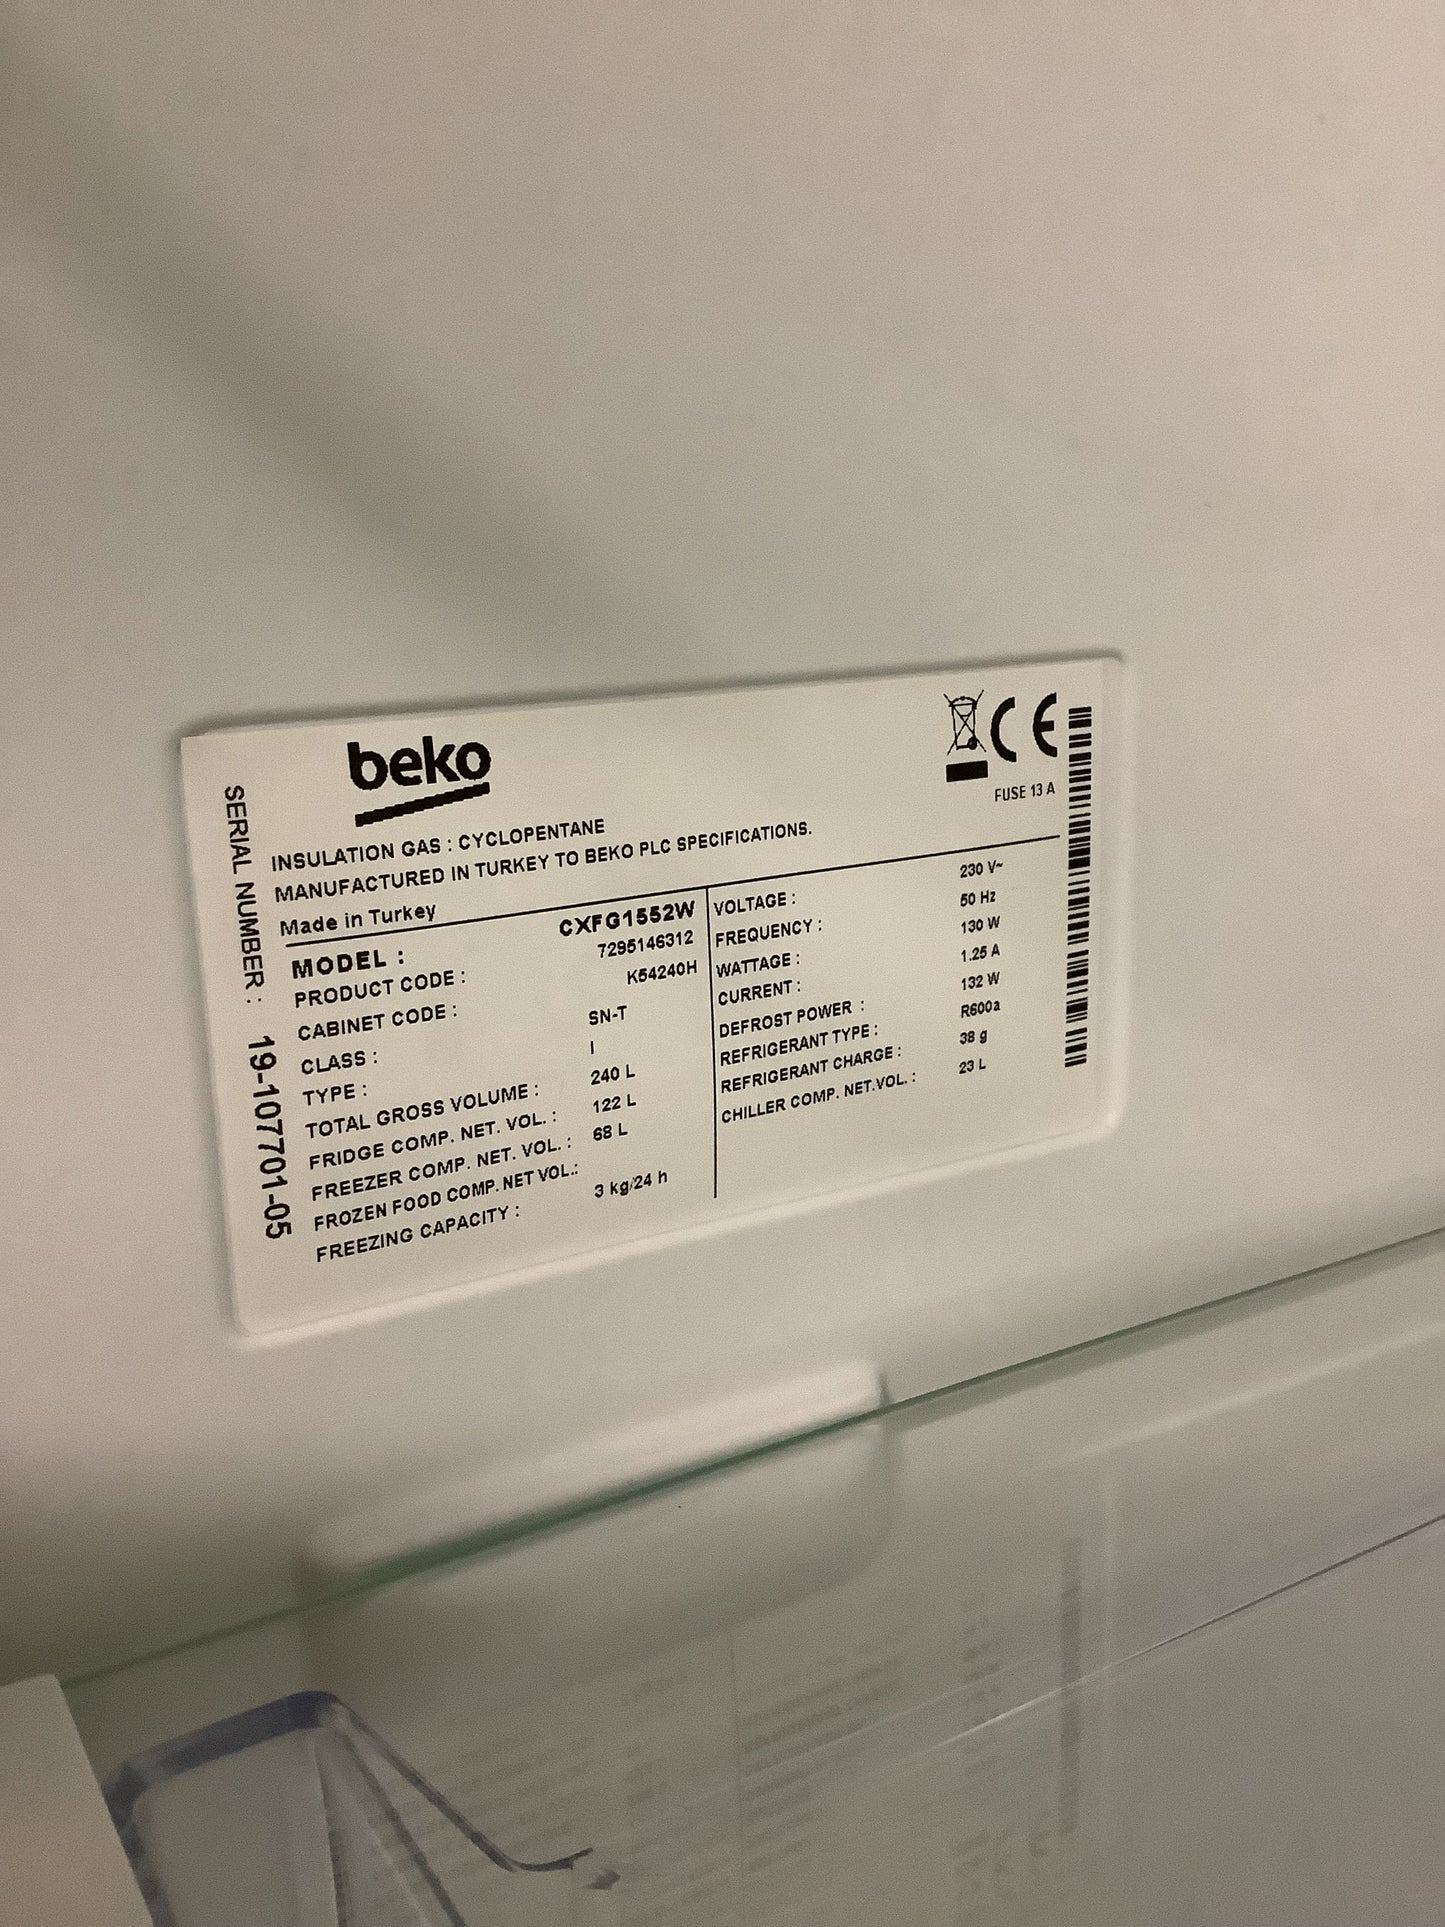 beko
CE
FUSE 13 A
INSULATION GAS : CYCLOPENTANE
MANUFACTURED IN TURKEY TO BEKO PLC SPECIFICATIONS.
Made in Turkey
MODEL : CXFG1552W
PRODUCT CODE : 7295146312
CABINET CODE : K54240H
CLASS : SN-T
TYPE : I
TOTAL GROSS VOLUME : 240 L
FRIDGE COMP. NET. VOL. : 122 L
FREEZER COMP. NET. VOL. : 68 L
FROZEN FOOD COMP. NET VOL.:
FREEZING CAPACITY : 3 kg/24 h
VOLTAGE : 230 V~
FREQUENCY : 50 Hz
WATTAGE : 130 W
CURRENT : 1.25 A
DEFROST POWER : 132 W
REFRIGERANT TYPE : R600a
REFRIGERANT CHARGE : 38 g
CHILLER COMP. NET.VOL. : 23 L
SERIAL NUMBER : 19-107701-05